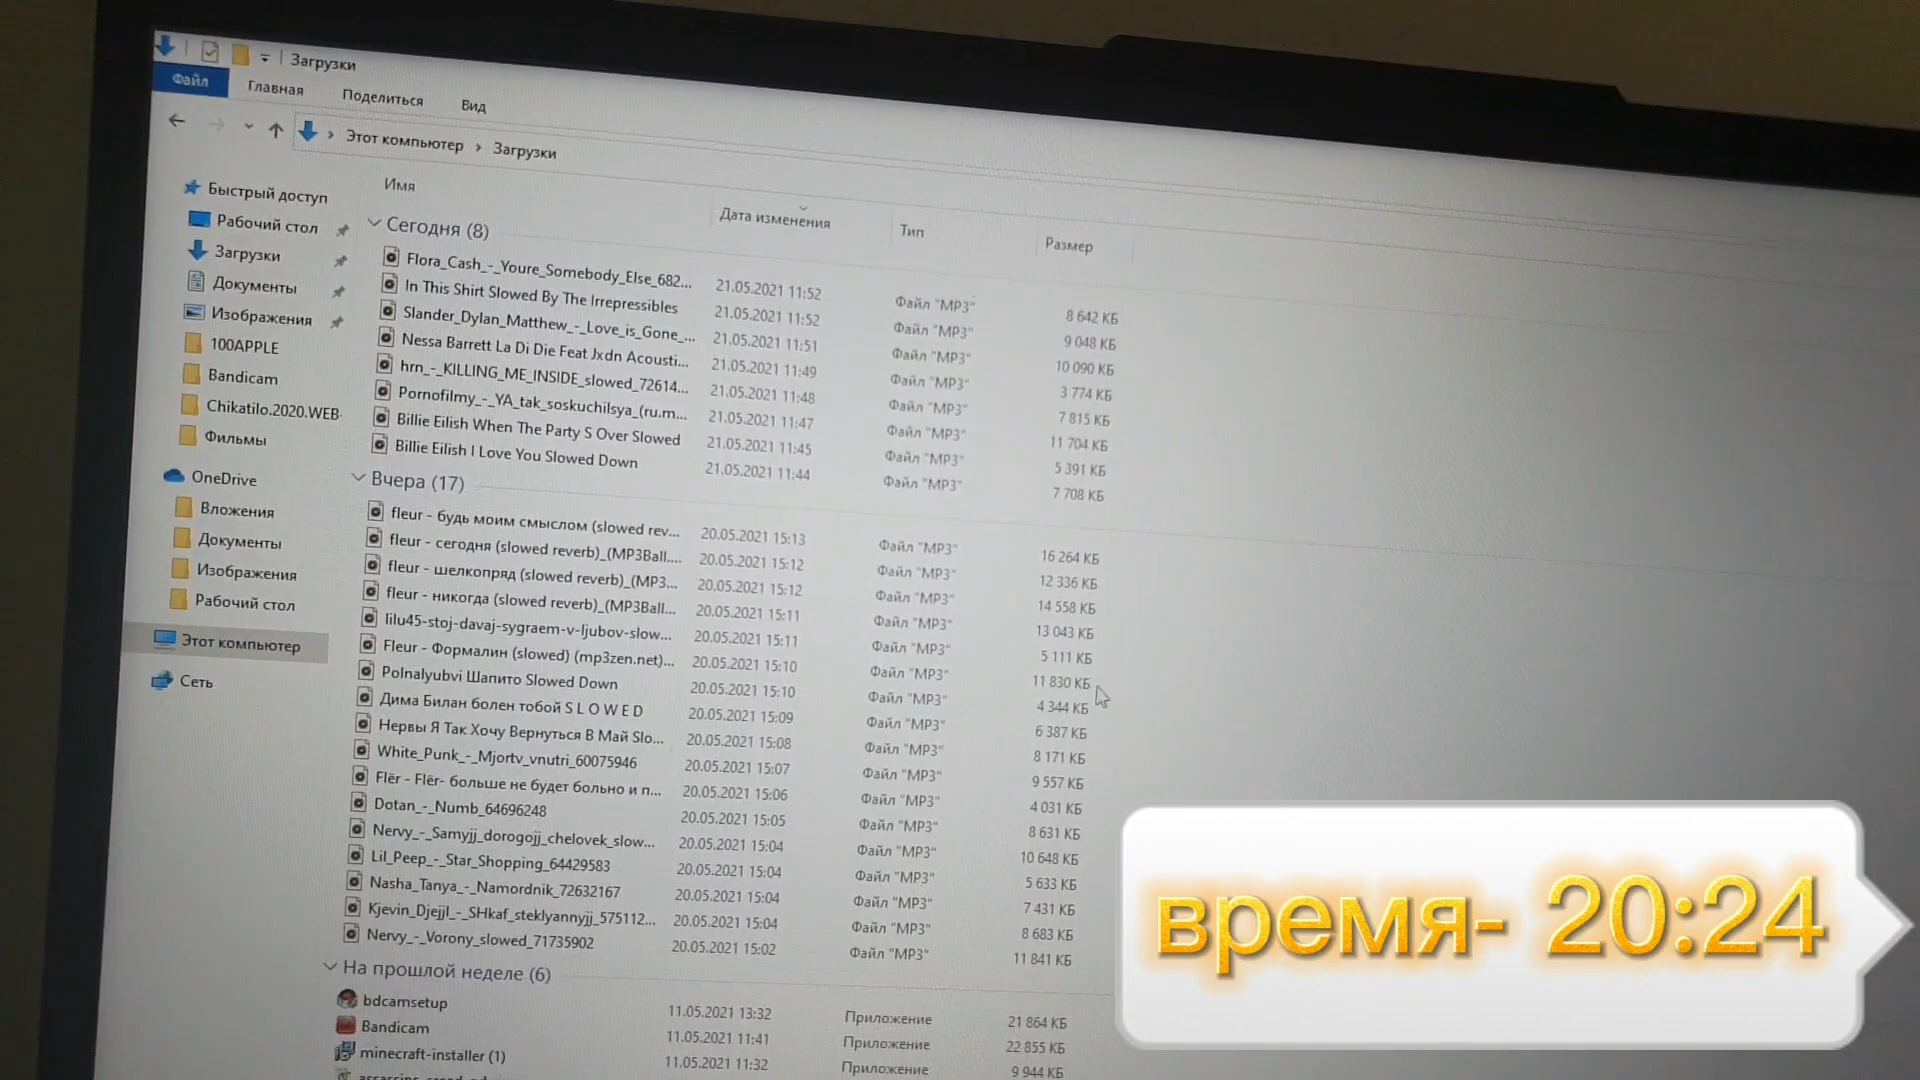 Загрузки
Файл Главная Поделиться Вид
Этот компьютер › Загрузки
Быстрый доступ
Рабочий стол
Загрузки
Документы
Изображения
100APPLE
Bandicam
Chikatilo.2020.WEB-
Фильмы
OneDrive
Вложения
Документы
Изображения
Рабочий стол
Этот компьютер
Сеть
Имя Дата изменения Тип Размер
Сегодня (8)
Flora_Cash_-_Youre_Somebody_Else_682... 21.05.2021 11:52 Файл "MP3" 8 642 КБ
In This Shirt Slowed By The Irrepressibles 21.05.2021 11:52 Файл "MP3" 9 048 КБ
Slander_Dylan_Matthew_-_Love_is_Gone_... 21.05.2021 11:51 Файл "MP3" 10 090 КБ
Nessa Barrett La Di Die Feat Jxdn Acousti... 21.05.2021 11:49 Файл "MP3" 3 774 КБ
hrn_-_KILLING_ME_INSIDE_slowed_72614... 21.05.2021 11:48 Файл "MP3" 7 815 КБ
Pornofilmy_-_YA_tak_soskuchilsya_(ru.m... 21.05.2021 11:47 Файл "MP3" 11 704 КБ
Billie Eilish When The Party S Over Slowed 21.05.2021 11:45 Файл "MP3" 5 391 КБ
Billie Eilish I Love You Slowed Down 21.05.2021 11:44 Файл "MP3" 7 708 КБ
Вчера (17)
fleur - будь моим смыслом (slowed rev... 20.05.2021 15:13 Файл "MP3" 16 264 КБ
fleur - сегодня (slowed reverb)_(MP3Ball.... 20.05.2021 15:12 Файл "MP3" 12 336 КБ
fleur - шелкопряд (slowed reverb)_(MP3... 20.05.2021 15:12 Файл "MP3" 14 558 КБ
fleur - никогда (slowed reverb)_(MP3Ball... 20.05.2021 15:11 Файл "MP3" 13 043 КБ
lilu45-stoj-davaj-sygraem-v-ljubov-slow... 20.05.2021 15:11 Файл "MP3" 5 111 КБ
Fleur - Формалин (slowed) (mp3zen.net)... 20.05.2021 15:10 Файл "MP3" 11 830 КБ
Polnalyubvi Шапито Slowed Down 20.05.2021 15:10 Файл "MP3" 4 344 КБ
Дима Билан болен тобой S L O W E D 20.05.2021 15:09 Файл "MP3" 6 387 КБ
Нервы Я Так Хочу Вернуться В Май Slo... 20.05.2021 15:08 Файл "MP3" 8 171 КБ
White_Punk_-_Mjortv_vnutri_60075946 20.05.2021 15:07 Файл "MP3" 9 557 КБ
Flёr - Flёr- больше не будет больно и п... 20.05.2021 15:06 Файл "MP3" 4 031 КБ
Dotan_-_Numb_64696248 20.05.2021 15:05 Файл "MP3" 8 631 КБ
Nervy_-_Samyjj_dorogojj_chelovek_slow... 20.05.2021 15:04 Файл "MP3" 10 648 КБ
Lil_Peep_-_Star_Shopping_64429583 20.05.2021 15:04 Файл "MP3" 5 633 КБ
Nasha_Tanya_-_Namordnik_72632167 20.05.2021 15:04 Файл "MP3" 7 431 КБ
Kjevin_Djejjl_-_SHkaf_steklyannyjj_575112... 20.05.2021 15:04 Файл "MP3" 8 683 КБ
Nervy_-_Vorony_slowed_71735902 20.05.2021 15:02 Файл "MP3" 11 841 КБ
На прошлой неделе (6)
bdcamsetup 11.05.2021 13:32 Приложение 21 864 КБ
Bandicam 11.05.2021 11:41 Приложение 22 855 КБ
minecraft-installer (1) 11.05.2021 11:32 Приложение 9 944 КБ
время- 20:24